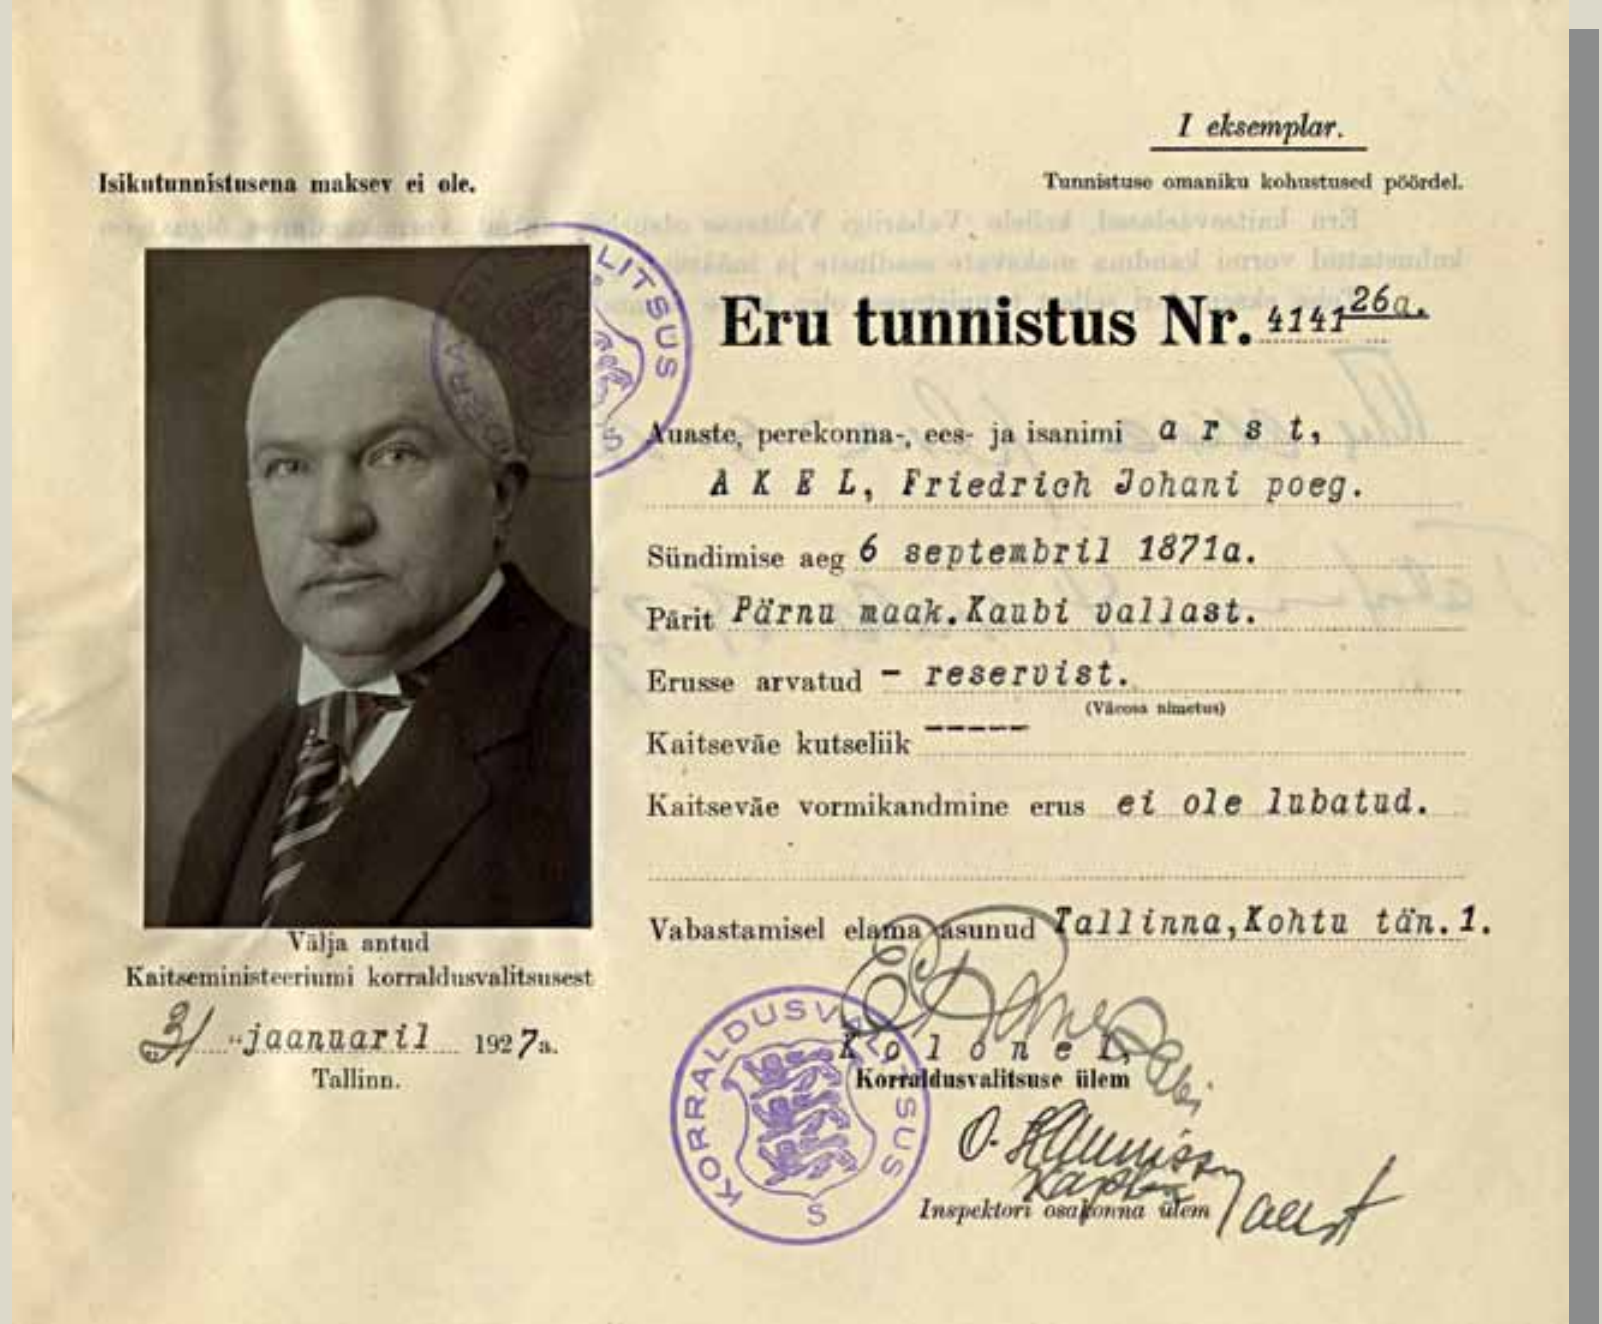 I eksemplar.
Isikutunnistusena maksev ei ole.
Tunnistuse omaniku kohustused pöördel.
Eru tunnistus Nr. 4141 26a.
Auaste, perekonna-, ees- ja isanimi a r s t,
A K E L, Friedrich Johani poeg.
Sündimise aeg 6 septembril 1871a.
Pärit Pärnu maak.Kaubi vallast.
Erusse arvatud - reservist.
(Väeosa nimetus)
Kaitseväe kutseliik -----
Kaitseväe vormikandmine erus ei ole lubatud.
Vabastamisel elama asunud Tallinna,Kohtu tän.1.
Välja antud
Kaitseministeeriumi korraldusvalitsusest
"31" jaanuaril 1927a.
Tallinn.
K o l o n e l,
Korraldusvalitsuse ülem
Inspektori osakonna ülem
KORRALDUSVALITSUS
S
LITSUS
S